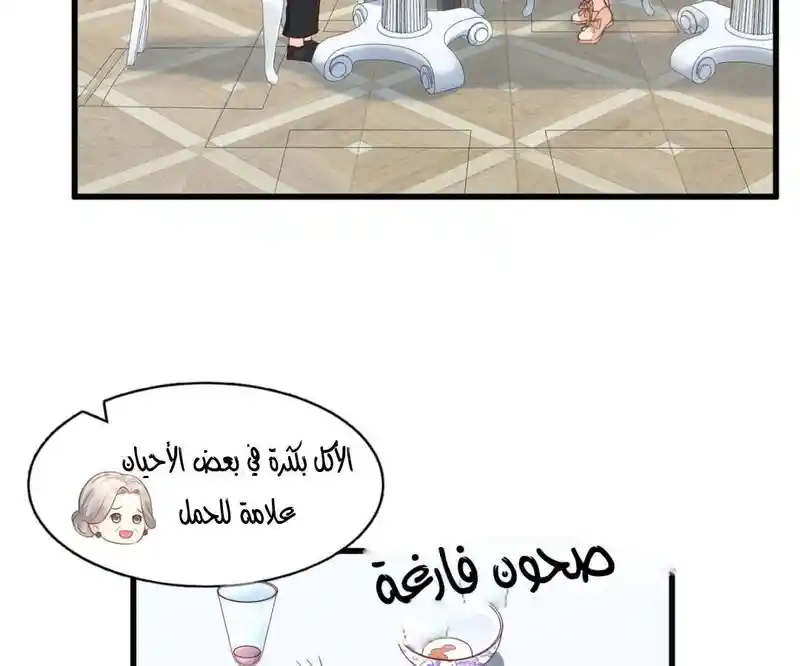 الأكل بكثرة في بعض الأحيان
علامة للحمل
صحون فارغة